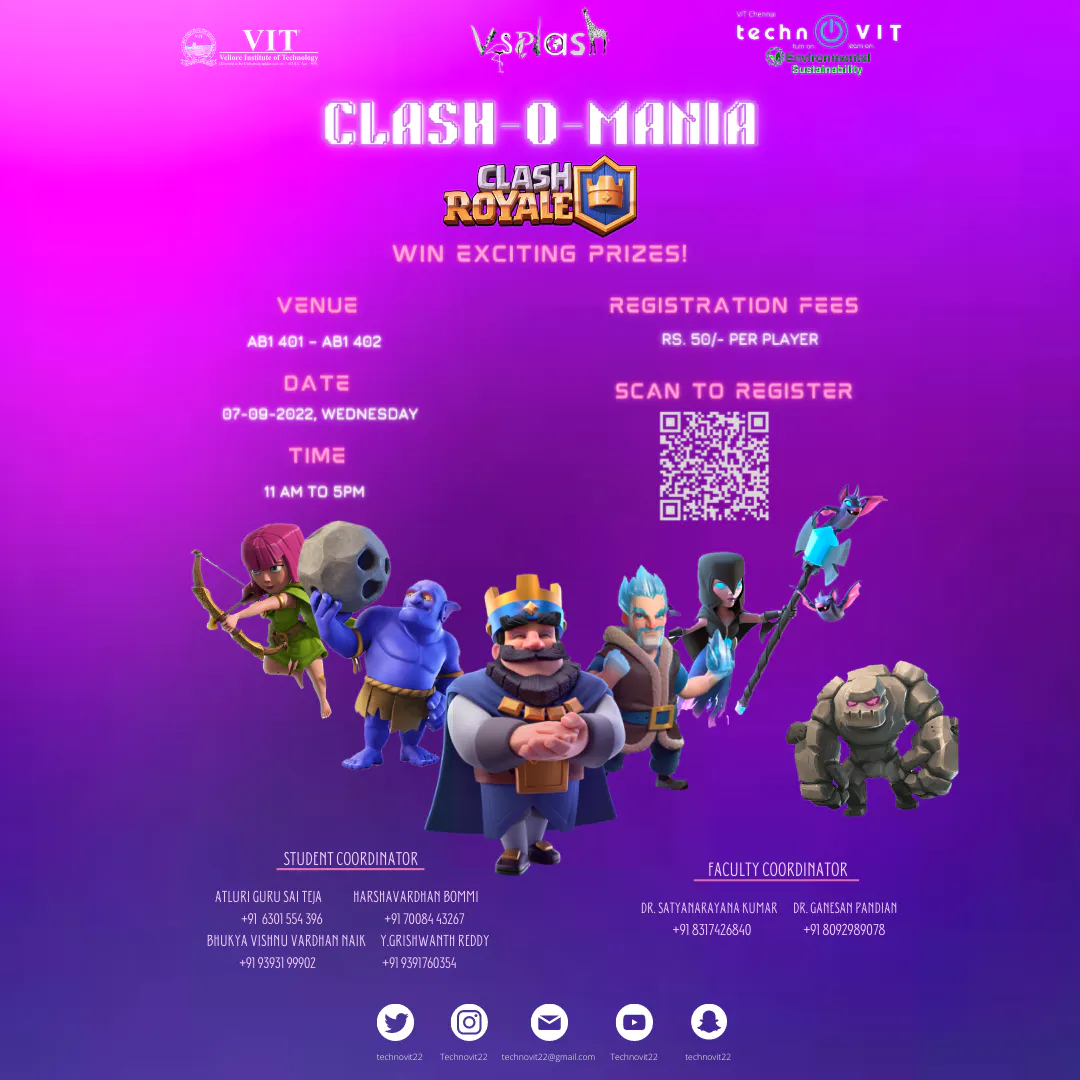 VIT
Vellore Institute of Technology
Vsplash
VIT Chennai
techno VIT
turn on learn on
Environmental
Sustainability
CLASH-O-MANIA
CLASH
ROYALE
WIN EXCITING PRIZES!
VENUE
AB1 401 – AB1 402
DATE
07-09-2022, WEDNESDAY
TIME
11 AM TO 5PM
REGISTRATION FEES
RS. 50/- PER PLAYER
SCAN TO REGISTER
STUDENT COORDINATOR
ATLURI GURU SAI TEJA HARSHAVARDHAN BOMMI
+91 6301 554 396 +91 70084 43267
BHUKYA VISHNU VARDHAN NAIK Y.GRISHWANTH REDDY
+91 93931 99902 +91 9391760354
FACULTY COORDINATOR
DR. SATYANARAYANA KUMAR DR. GANESAN PANDIAN
+91 8317426840 +91 8092989078
technovit22 Technovit22 technovit22@gmail.com Technovit22 technovit22